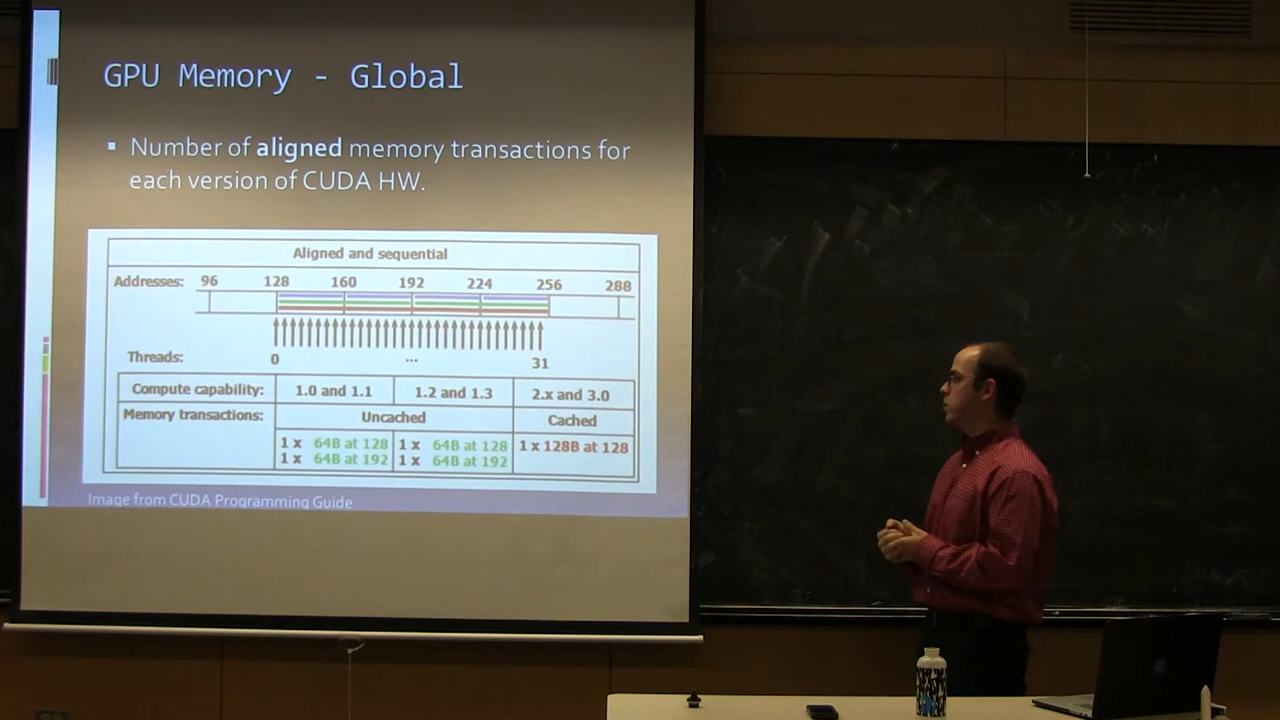 GPU Memory - Global
▪ Number of aligned memory transactions for
each version of CUDA HW.
Aligned and sequential
Addresses: 96 128 160 192 224 256 288
Threads: 0 ... 31
Compute capability: 1.0 and 1.1 1.2 and 1.3 2.x and 3.0
Memory transactions: Uncached Cached
1 x 64B at 128 1 x 64B at 128 1 x 128B at 128
1 x 64B at 192 1 x 64B at 192
Image from CUDA Programming Guide